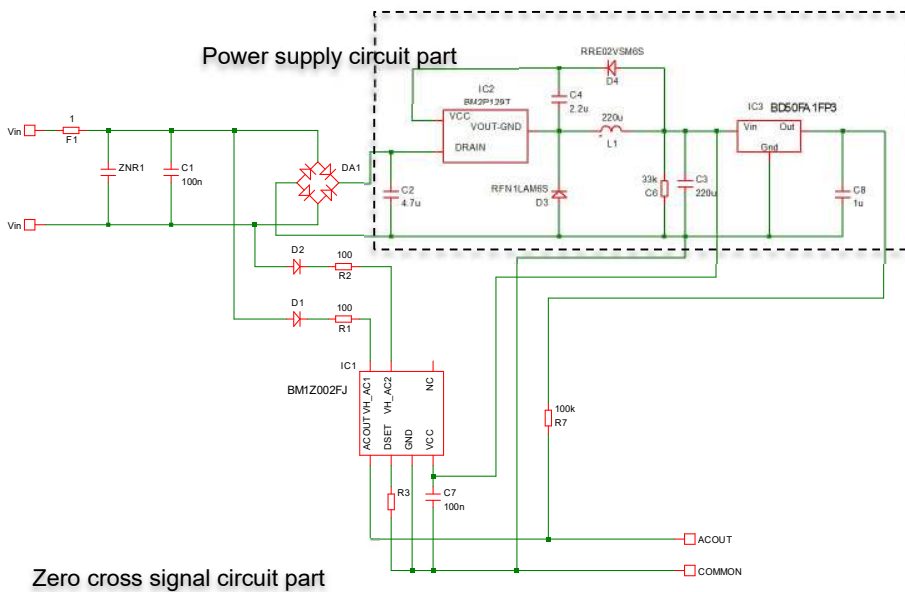 Power supply circuit part
RRE02VSM6S
D4
IC2
BM2P129T
C4
2.2u
220u
L1
IC3 BD50FA1FP3
VCC
VOUT-GND
DRAIN
Vin Out
Gnd
Vin
1
F1
ZNR1
C1
100n
DA1
C2
4.7u
RFN1LAM6S
D3
33k
C6
C3
220u
C8
1u
Vin
D2
100
R2
D1
100
R1
IC1
BM1Z002FJ
VH_AC1
VH_AC2
NC
ACOUT
DSET
GND
VCC
100k
R7
R3
C7
100n
ACOUT
COMMON
Zero cross signal circuit part